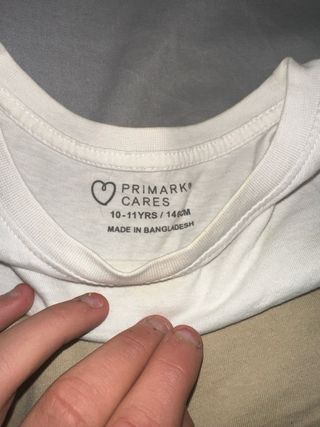 PRIMARK®
CARES
10-11YRS / 146CM
MADE IN BANGLADESH